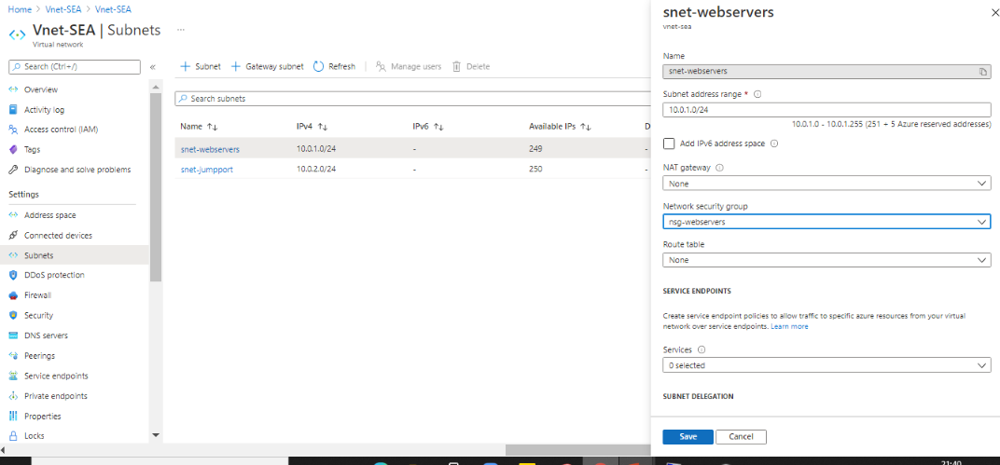 Home > Vnet-SEA > Vnet-SEA
Vnet-SEA | Subnets ...
Virtual network
Search (Ctrl+/)
«
Overview
Activity log
Access control (IAM)
Tags
Diagnose and solve problems
Settings
Address space
Connected devices
Subnets
DDoS protection
Firewall
Security
DNS servers
Peerings
Service endpoints
Private endpoints
Properties
Locks
+ Subnet + Gateway subnet Refresh Manage users Delete
Search subnets
Name ↑↓ IPv4 ↑↓ IPv6 ↑↓ Available IPs ↑↓ D
snet-webservers 10.0.1.0/24 - 249 -
snet-jumpport 10.0.2.0/24 - 250 -
snet-webservers
vnet-sea
Name
snet-webservers
Subnet address range *
10.0.1.0/24
10.0.1.0 - 10.0.1.255 (251 + 5 Azure reserved addresses)
Add IPv6 address space
NAT gateway
None
Network security group
nsg-webservers
Route table
None
SERVICE ENDPOINTS
Create service endpoint policies to allow traffic to specific azure resources from your virtual
network over service endpoints. Learn more
Services
0 selected
SUBNET DELEGATION
Save Cancel
21:40